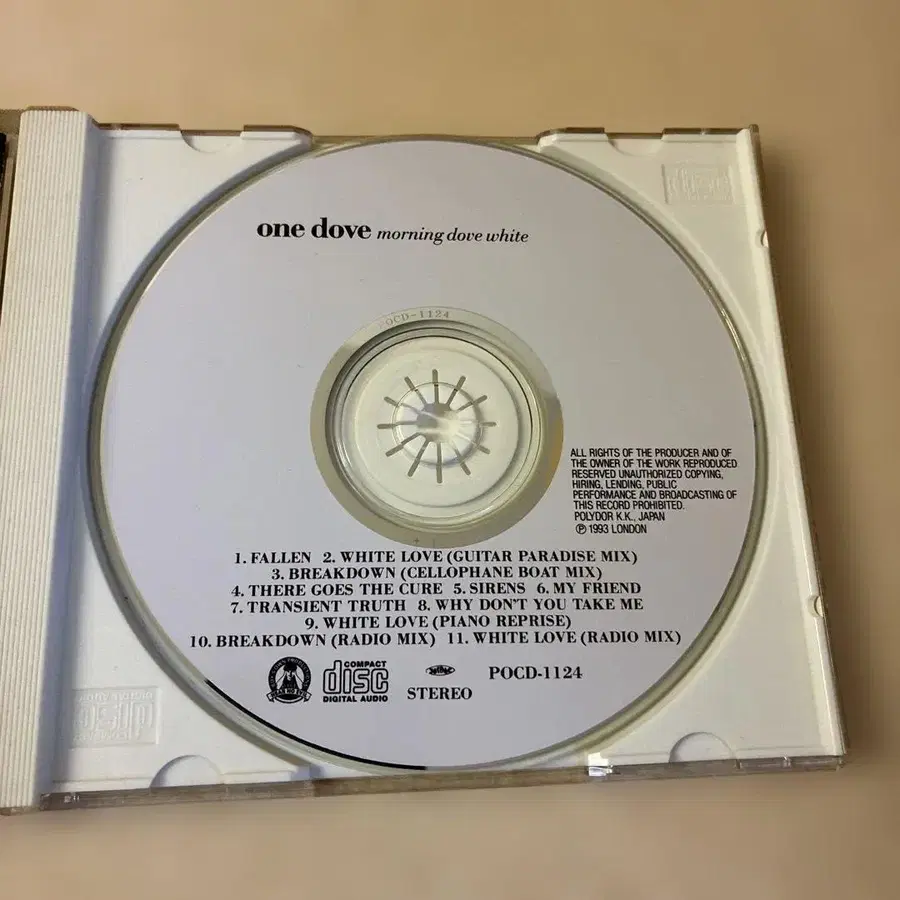 one dove morning dove white
POCD-1124
ALL RIGHTS OF THE PRODUCER AND OF
THE OWNER OF THE WORK REPRODUCED
RESERVED UNAUTHORIZED COPYING,
HIRING, LENDING, PUBLIC
PERFORMANCE AND BROADCASTING OF
THIS RECORD PROHIBITED.
POLYDOR K.K., JAPAN
℗ 1993 LONDON
1. FALLEN 2. WHITE LOVE (GUITAR PARADISE MIX)
3. BREAKDOWN (CELLOPHANE BOAT MIX)
4. THERE GOES THE CURE 5. SIRENS 6. MY FRIEND
7. TRANSIENT TRUTH 8. WHY DON'T YOU TAKE ME
9. WHITE LOVE (PIANO REPRISE)
10. BREAKDOWN (RADIO MIX) 11. WHITE LOVE (RADIO MIX)
COMPACT
disc
DIGITAL AUDIO
STEREO
POCD-1124